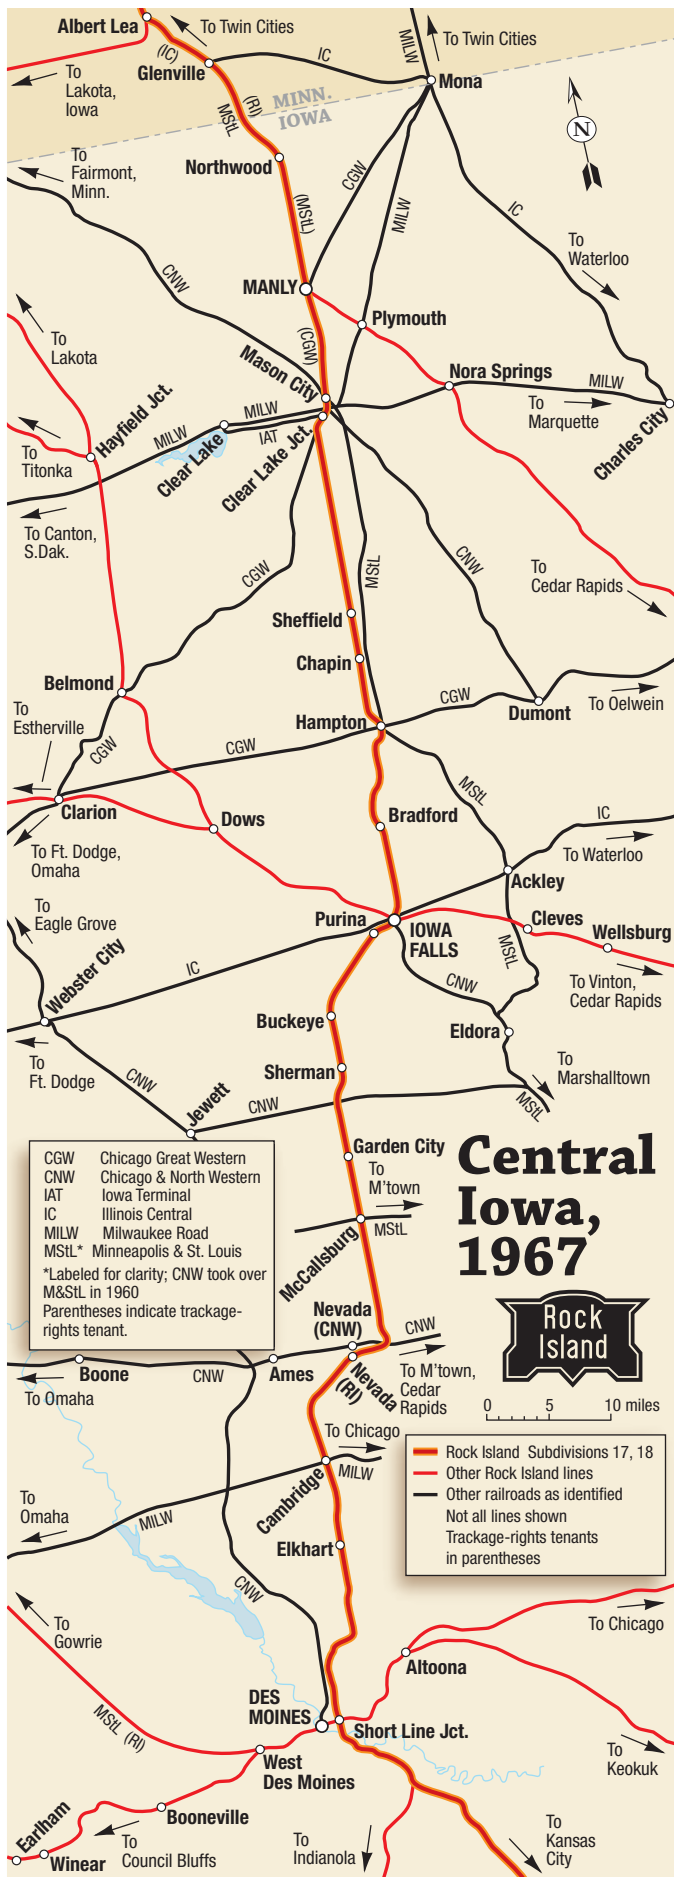 Albert Lea
To Twin Cities
MILW
To Twin Cities
(IC)
IC
Glenville
To
Lakota,
Iowa
Mona
(RI)
MStL
MINN.
IOWA
N
To
Fairmont,
Minn.
Northwood
CGW
MILW
(MStL)
IC
To
Waterloo
CNW
MANLY
Plymouth
To
Lakota
(CGW)
Mason City
Nora Springs
MILW
Hayfield Jct.
MILW
To
Marquette
Charles City
To
Titonka
MILW
Clear Lake
IAT
Clear Lake Jct.
To Canton,
S.Dak.
CGW
MStL
CNW
To
Cedar Rapids
Sheffield
Chapin
Belmond
CGW
To Oelwein
To
Estherville
Hampton
Dumont
CGW
CGW
MStL
Clarion
Dows
Bradford
IC
To Ft. Dodge,
Omaha
To Waterloo
Ackley
To
Eagle Grove
Purina
IOWA
FALLS
Cleves
Wellsburg
Webster City
IC
MStL
CNW
To Vinton,
Cedar Rapids
Buckeye
Eldora
To
Ft. Dodge
CNW
Sherman
To
Marshalltown
Jewett
CNW
MStL
CGW Chicago Great Western
CNW Chicago & North Western
IAT Iowa Terminal
IC Illinois Central
MILW Milwaukee Road
MStL* Minneapolis & St. Louis
*Labeled for clarity; CNW took over
M&StL in 1960
Parentheses indicate trackage-
rights tenant.
Garden City
To
M'town
MStL
McCallsburg
Central
Iowa,
1967
Rock
Island
Nevada
(CNW)
CNW
Boone
CNW
Ames
Nevada
(RI)
To M'town,
Cedar
Rapids
To Omaha
0 5 10 miles
To Chicago
MILW
Cambridge
Rock Island Subdivisions 17, 18
Other Rock Island lines
Other railroads as identified
Not all lines shown
Trackage-rights tenants
in parentheses
To
Omaha
MILW
Elkhart
CNW
To
Gowrie
To Chicago
Altoona
DES
MOINES
Short Line Jct.
MStL (RI)
West
Des Moines
To
Keokuk
Earlham
Booneville
Winear
To
Council Bluffs
To
Indianola
To
Kansas
City